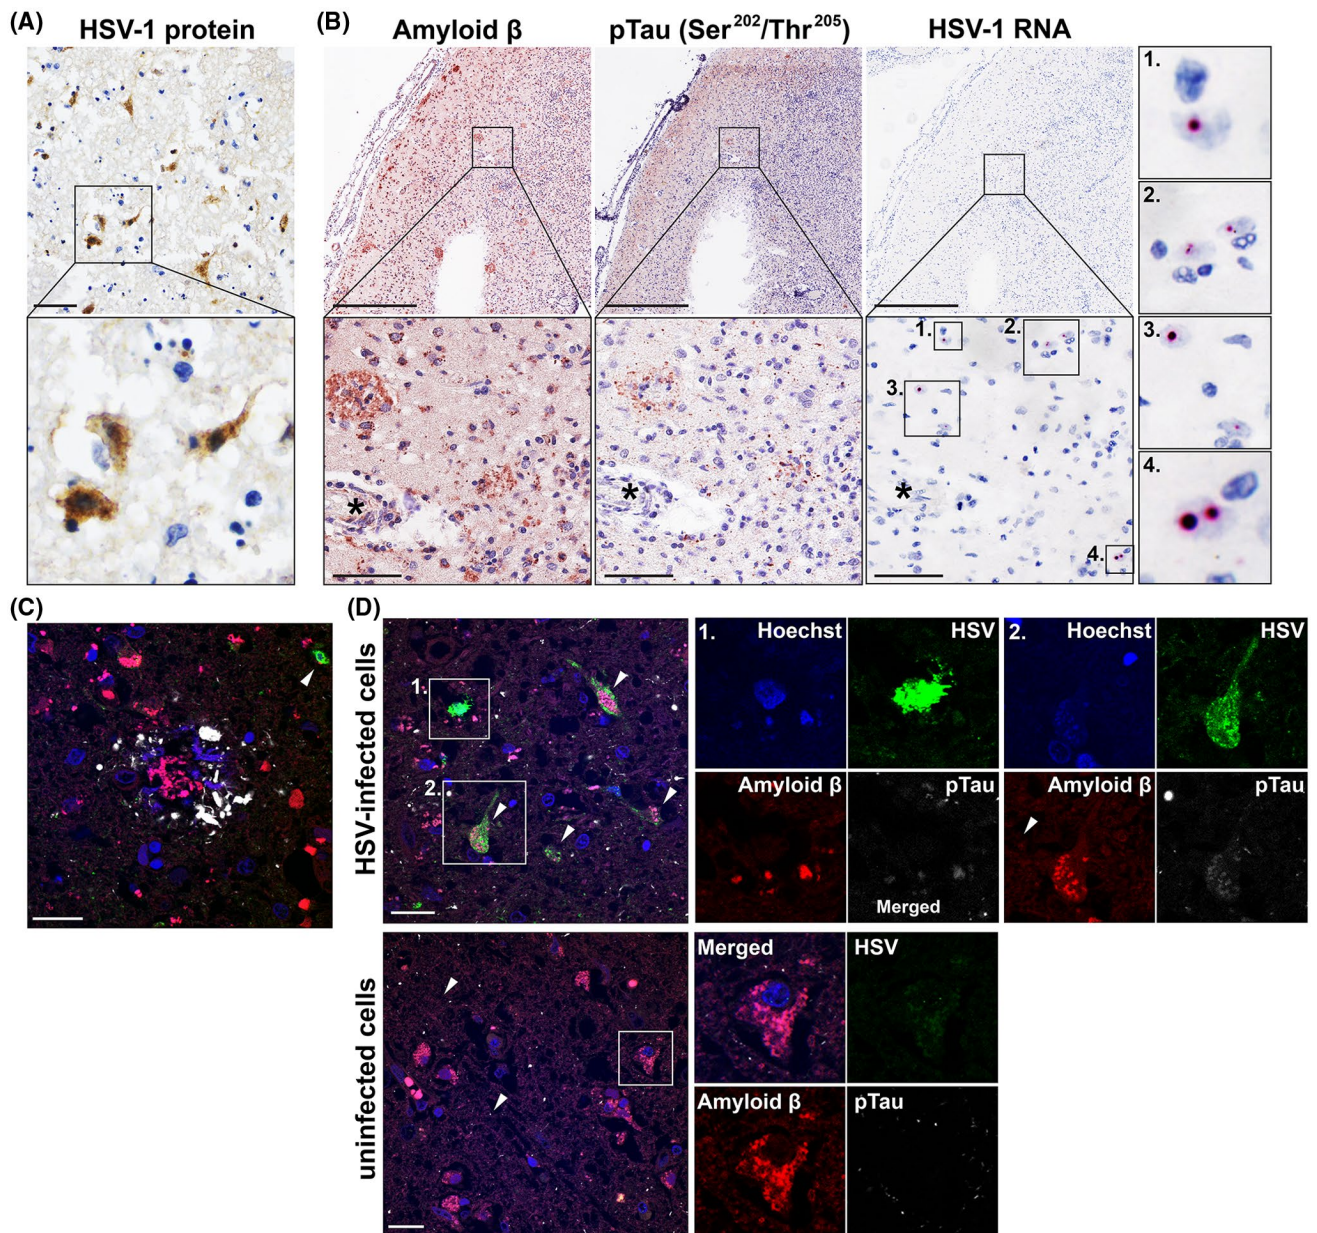 (A) HSV-1 protein
(B) Amyloid β
pTau (Ser202/Thr205)
HSV-1 RNA
1.
2.
3.
4.
1.
2.
3.
4.
*
*
*
(C)
(D)
HSV-infected cells
1.
2.
1. Hoechst
HSV
Amyloid β
pTau
Merged
2. Hoechst
HSV
Amyloid β
pTau
uninfected cells
Merged
HSV
Amyloid β
pTau